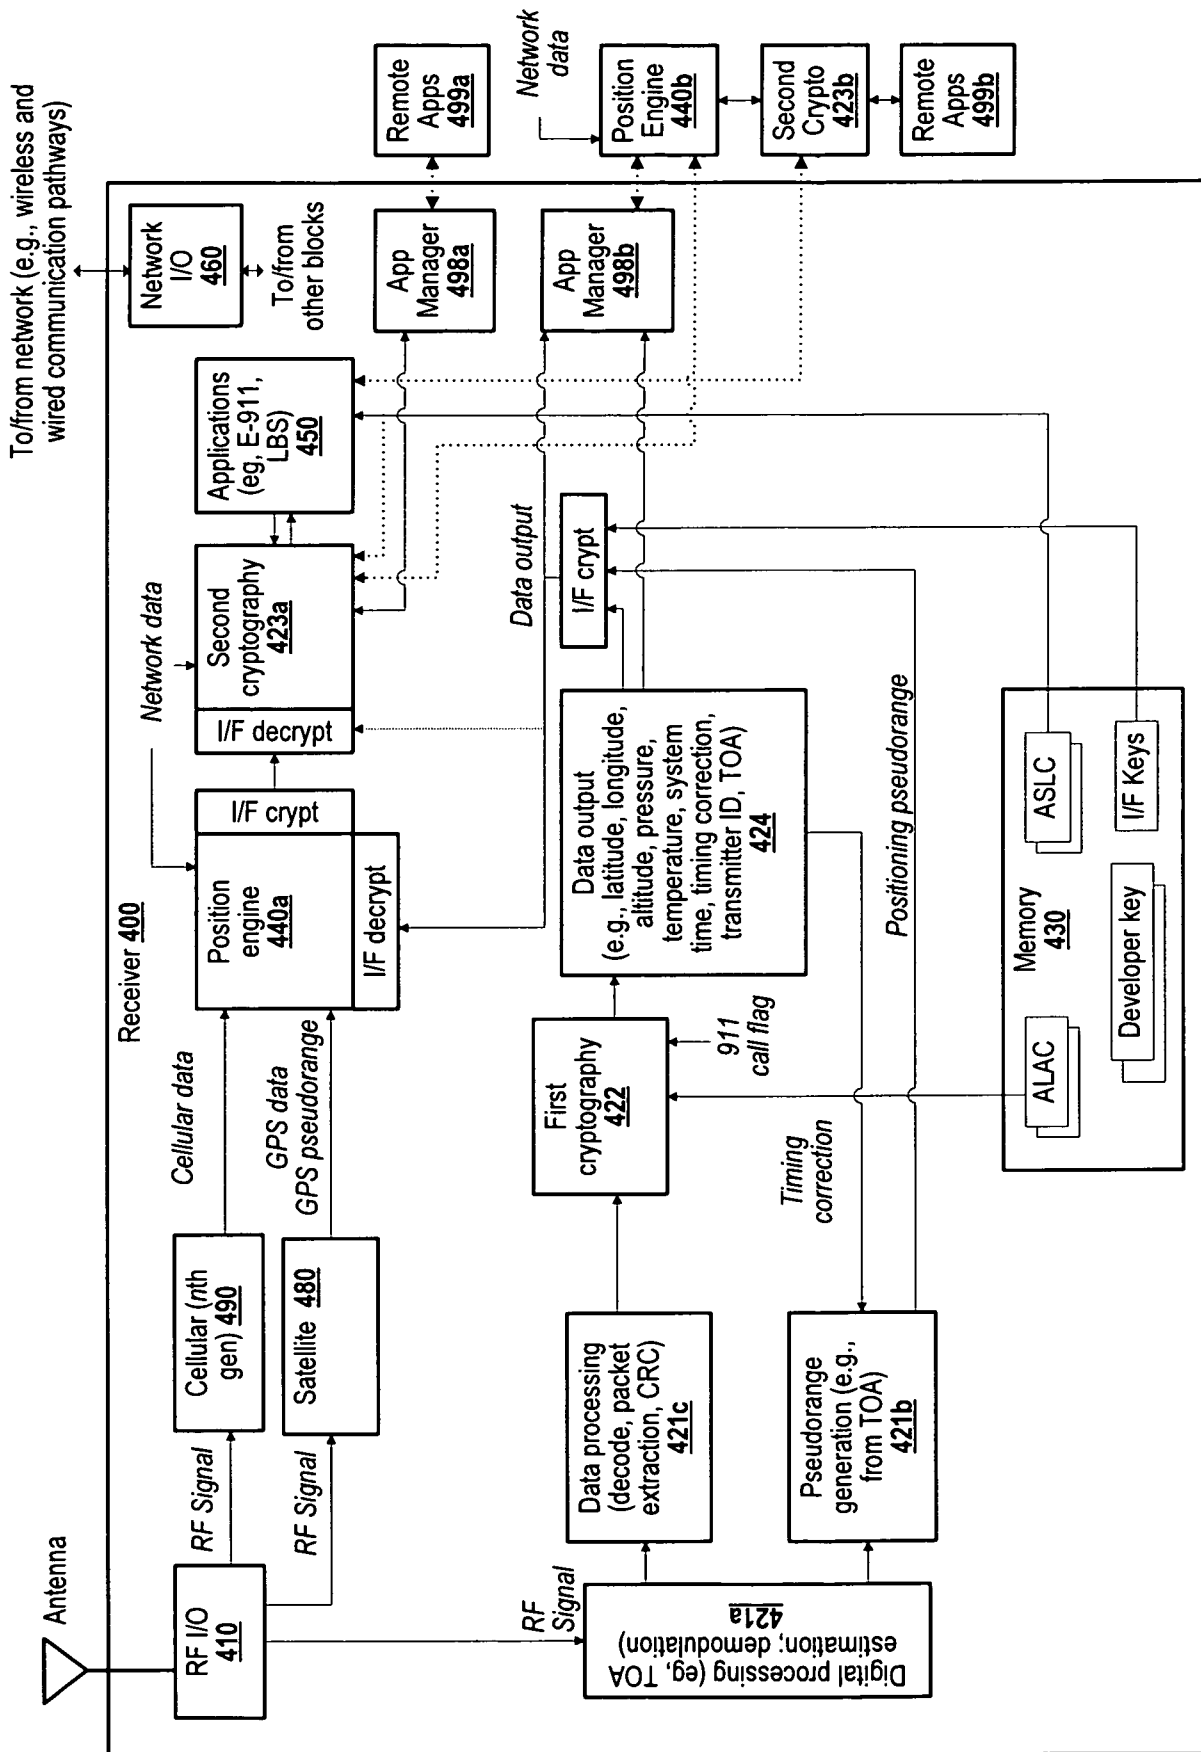 To/from network (e.g., wireless and
wired communication pathways)
Antenna
Receiver 400
RF I/O
410
RF Signal
RF Signal
RF
Signal
Cellular (nth
gen) 490
Satellite 480
Cellular data
GPS data
GPS pseudorange
Network data
Position
engine
440a
I/F crypt
I/F decrypt
I/F decrypt
Second
cryptography
423a
Applications
(eg, E-911,
LBS)
450
Network
I/O
460
To/from
other blocks
App
Manager
498a
Remote
Apps
499a
App
Manager
498b
Network
data
Position
Engine
440b
Second
Crypto
423b
Remote
Apps
499b
Digital processing (eg, TOA
estimation; demodulation)
421a
Data processing
(decode, packet
extraction, CRC)
421c
Pseudorange
generation (e.g.,
from TOA)
421b
First
cryptography
422
911
call flag
Timing
correction
Data output
(e.g., latitude, longitude,
altitude, pressure,
temperature, system
time, timing correction,
transmitter ID, TOA)
424
Data output
I/F crypt
Positioning pseudorange
Memory
430
ALAC
ASLC
Developer key
I/F Keys